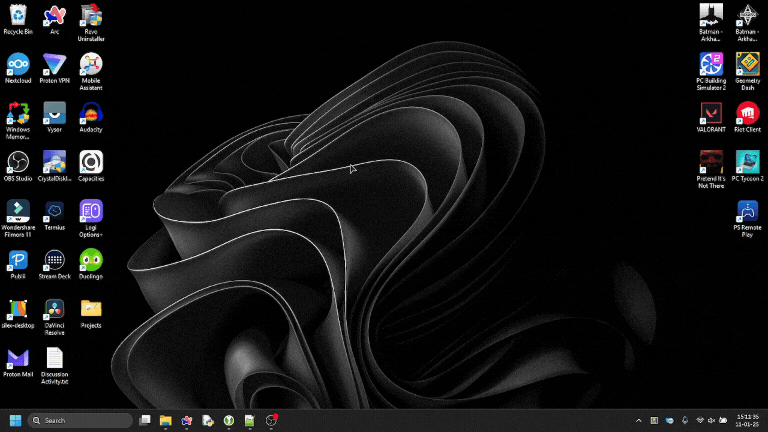 Recycle Bin
Arc
Revo
Uninstaller
Nextcloud
Proton VPN
Mobile
Assistant
Windows
Memor...
Vysor
Audacity
OBS Studio
CrystalDiskI...
Capacities
Wondershare
Filmora 11
Termius
Logi
Options+
Publii
Stream Deck
Duolingo
silex-desktop
DaVinci
Resolve
Projects
Proton Mail
Discussion
Activity.txt
Batman -
Arkha...
Batman -
Arkha...
PC Building
Simulator 2
Geometry
Dash
VALORANT
Riot Client
Pretend It's
Not There
PC Tycoon 2
PS Remote
Play
Search
15:11:35
11-01-25